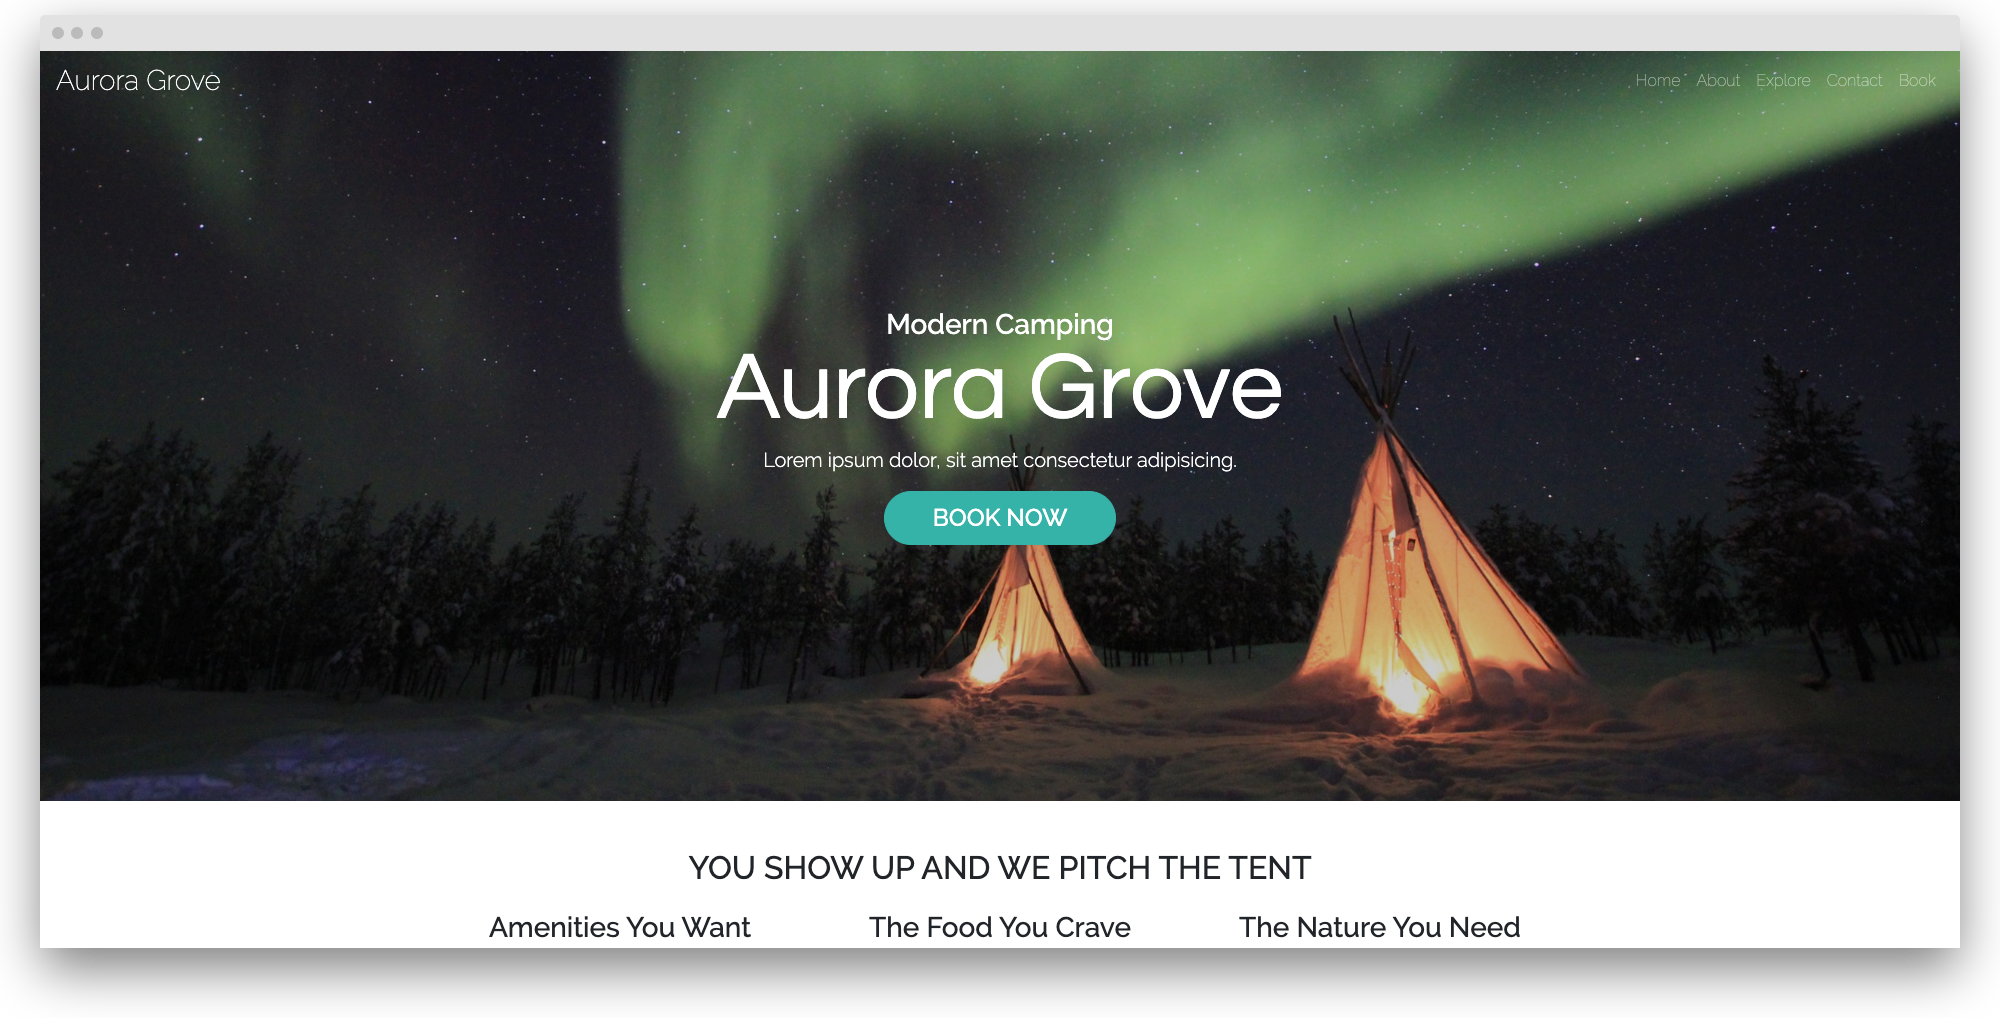 Aurora Grove
Home About Explore Contact Book
Modern Camping
Aurora Grove
Lorem ipsum dolor, sit amet consectetur adipisicing.
BOOK NOW
YOU SHOW UP AND WE PITCH THE TENT
Amenities You Want
The Food You Crave
The Nature You Need